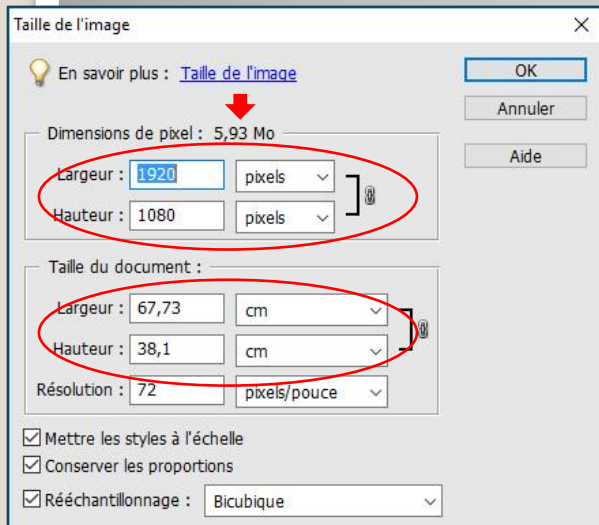 Taille de l'image
En savoir plus : Taille de l'image
OK
Annuler
Aide
Dimensions de pixel : 5,93 Mo
Largeur : 1920 pixels
Hauteur : 1080 pixels
Taille du document :
Largeur : 67,73 cm
Hauteur : 38,1 cm
Résolution : 72 pixels/pouce
Mettre les styles à l'échelle
Conserver les proportions
Rééchantillonnage : Bicubique